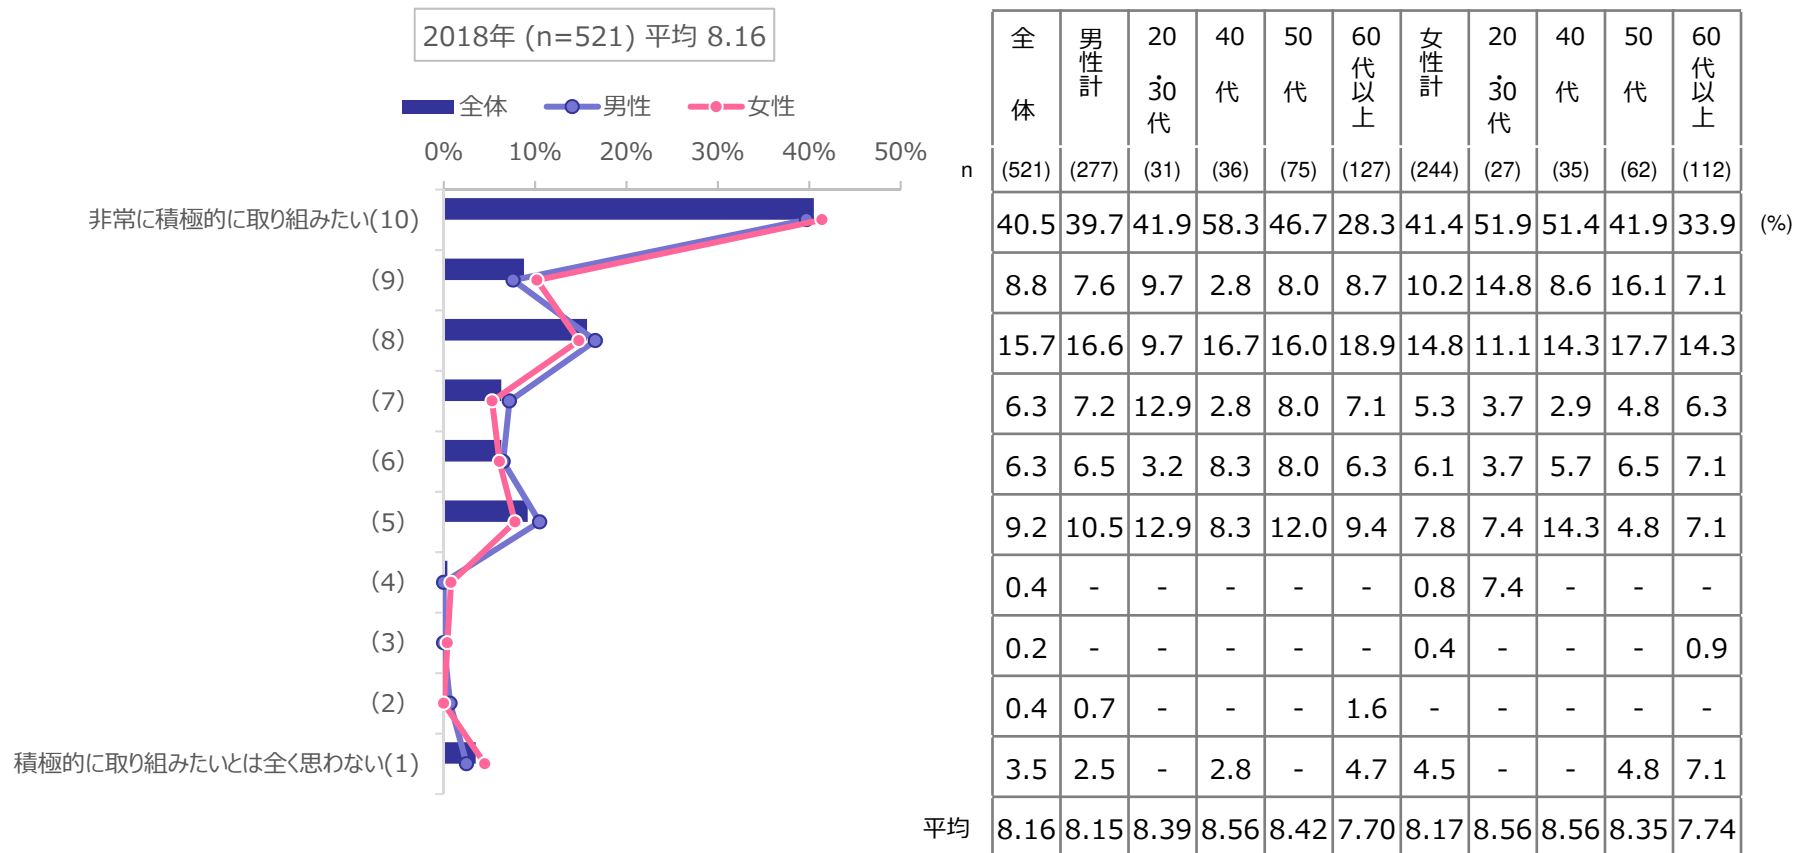 2018年 (n=521) 平均 8.16
全体 男性 女性
0% 10% 20% 30% 40% 50%
全体 男性計 20・30代 40代 50代 60代以上 女性計 20・30代 40代 50代 60代以上
n (521) (277) (31) (36) (75) (127) (244) (27) (35) (62) (112)
非常に積極的に取り組みたい(10) 40.5 39.7 41.9 58.3 46.7 28.3 41.4 51.9 51.4 41.9 33.9 (%)
(9) 8.8 7.6 9.7 2.8 8.0 8.7 10.2 14.8 8.6 16.1 7.1
(8) 15.7 16.6 9.7 16.7 16.0 18.9 14.8 11.1 14.3 17.7 14.3
(7) 6.3 7.2 12.9 2.8 8.0 7.1 5.3 3.7 2.9 4.8 6.3
(6) 6.3 6.5 3.2 8.3 8.0 6.3 6.1 3.7 5.7 6.5 7.1
(5) 9.2 10.5 12.9 8.3 12.0 9.4 7.8 7.4 14.3 4.8 7.1
(4) 0.4 - - - - - 0.8 7.4 - - -
(3) 0.2 - - - - - 0.4 - - - 0.9
(2) 0.4 0.7 - - - 1.6 - - - - -
積極的に取り組みたいとは全く思わない(1) 3.5 2.5 - 2.8 - 4.7 4.5 - - 4.8 7.1
平均 8.16 8.15 8.39 8.56 8.42 7.70 8.17 8.56 8.56 8.35 7.74